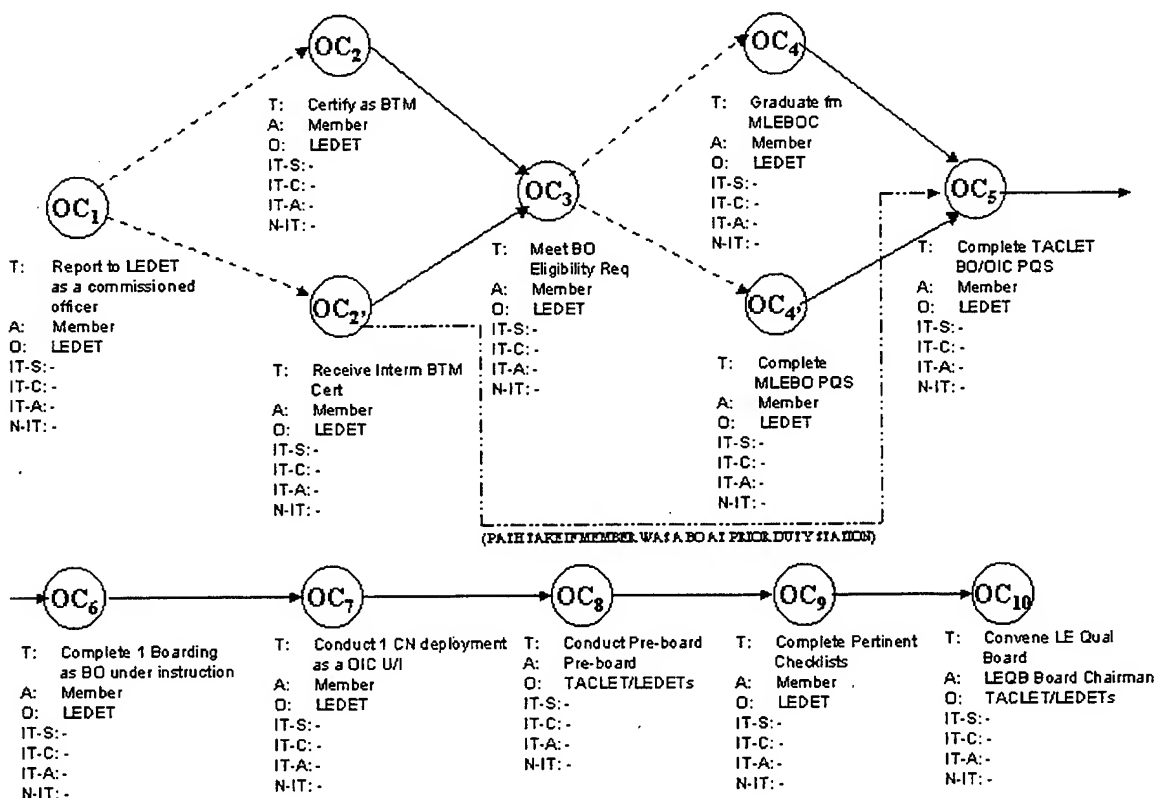 OC1
T: Report to LEDET
as a commissioned
officer
A: Member
O: LEDET
IT-S:-
IT-C: -
IT-A: -
N-IT: -
OC2
T: Certify as BTM
A: Member
O: LEDET
IT-S:-
IT-C: -
IT-A: -
N-IT: -
OC2'
T: Receive Interm BTM
Cert
A: Member
O: LEDET
IT-S:-
IT-C: -
IT-A: -
N-IT: -
OC3
T: Meet BO
Eligibility Req
A: Member
O: LEDET
IT-S:-
IT-C: -
IT-A: -
N-IT: -
OC4
T: Graduate fm
MLEBOC
A: Member
O: LEDET
IT-S:-
IT-C: -
IT-A: -
N-IT: -
OC4'
T: Complete
MLEBO PQS
A: Member
O: LEDET
IT-S:-
IT-C: -
IT-A: -
N-IT: -
OC5
T: Complete TACLET
BO/OIC PQS
A: Member
O: LEDET
IT-S:-
IT-C: -
IT-A: -
N-IT: -
(PATH TAKEN IF MEMBER WAS A BO AT PRIOR DUTY STATION)
OC6
T: Complete 1 Boarding
as BO under instruction
A: Member
O: LEDET
IT-S: -
IT-C: -
IT-A: -
N-IT: -
OC7
T: Conduct 1 CN deployment
as a OIC U/I
A: Member
O: LEDET
IT-S: -
IT-C: -
IT-A: -
N-IT: -
OC8
T: Conduct Pre-board
A: Pre-board
O: TACLET/LEDETs
IT-S: -
IT-C: -
IT-A: -
N-IT: -
OC9
T: Complete Pertinent
Checklists
A: Member
O: LEDET
IT-S: -
IT-C: -
IT-A: -
N-IT: -
OC10
T: Convene LE Qual
Board
A: LEQB Board Chairman
O: TACLET/LEDETs
IT-S: -
IT-C: -
IT-A: -
N-IT: -